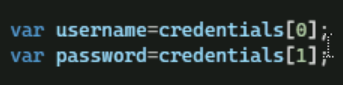 var username=credentials[0];
var password=credentials[1];